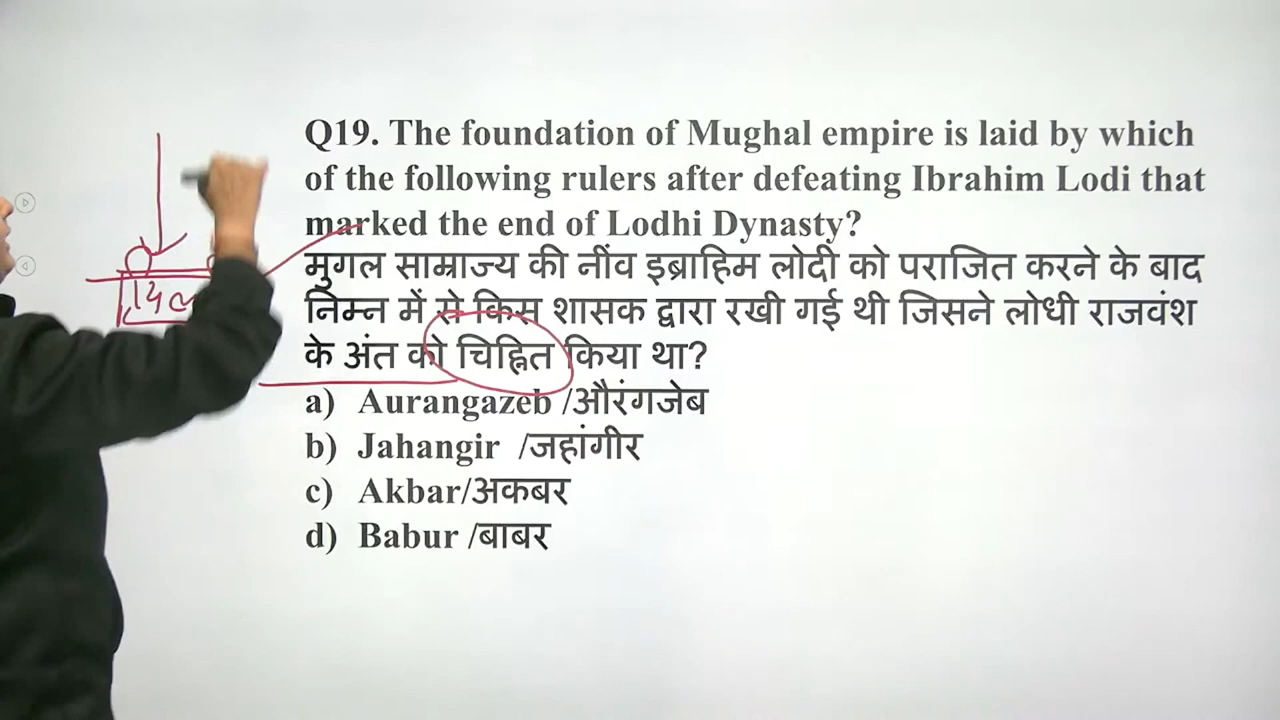 Q19. The foundation of Mughal empire is laid by which
of the following rulers after defeating Ibrahim Lodi that
marked the end of Lodhi Dynasty?
मुगल साम्राज्य की नींव इब्राहिम लोदी को पराजित करने के बाद
निम्न में से किस शासक द्वारा रखी गई थी जिसने लोधी राजवंश
के अंत को चिह्नित किया था?
a) Aurangazeb /औरंगजेब
b) Jahangir /जहांगीर
c) Akbar/अकबर
d) Babur /बाबर